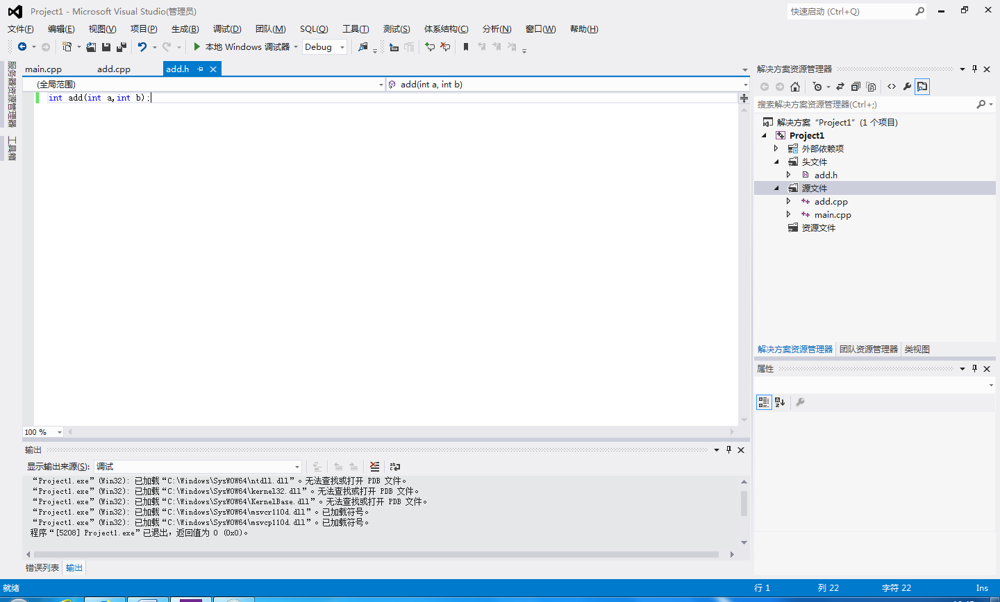 Project1 - Microsoft Visual Studio(管理员)
快速启动 (Ctrl+Q)
文件(F) 编辑(E) 视图(V) 项目(P) 生成(B) 调试(D) 团队(M) SQL(Q) 工具(T) 测试(S) 体系结构(C) 分析(N) 窗口(W) 帮助(H)
本地 Windows 调试器 Debug
服务器资源管理器
工具箱
main.cpp add.cpp add.h
(全局范围) add(int a, int b)
int add(int a,int b);
100 %
输出
显示输出来源(S): 调试
“Project1.exe”(Win32): 已加载“C:\Windows\SysWOW64\ntdll.dll”。无法查找或打开 PDB 文件。
“Project1.exe”(Win32): 已加载“C:\Windows\SysWOW64\kernel32.dll”。无法查找或打开 PDB 文件。
“Project1.exe”(Win32): 已加载“C:\Windows\SysWOW64\KernelBase.dll”。无法查找或打开 PDB 文件。
“Project1.exe”(Win32): 已加载“C:\Windows\SysWOW64\msvcr110d.dll”。已加载符号。
“Project1.exe”(Win32): 已加载“C:\Windows\SysWOW64\msvcp110d.dll”。已加载符号。
程序“[5208] Project1.exe”已退出，返回值为 0 (0x0)。
错误列表 输出
解决方案资源管理器
搜索解决方案资源管理器(Ctrl+;)
解决方案 “Project1” (1 个项目)
Project1
外部依赖项
头文件
add.h
源文件
add.cpp
main.cpp
资源文件
解决方案资源管理器 团队资源管理器 类视图
属性
就绪 行 1 列 22 字符 22 Ins